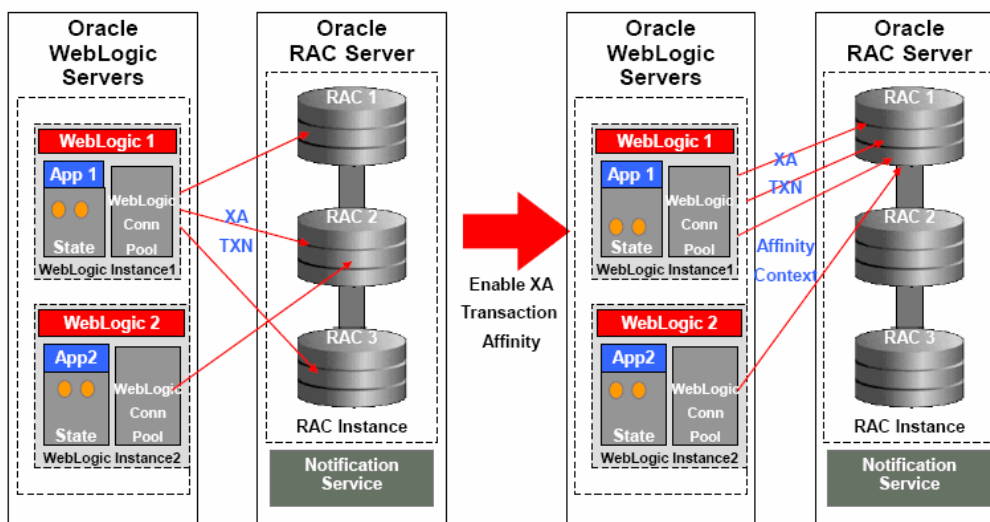 Oracle
WebLogic
Servers
WebLogic 1
App 1
State
WebLogic
Conn
Pool
WebLogic Instance1
WebLogic 2
App2
State
WebLogic
Conn
Pool
WebLogic Instance2
XA
TXN
Oracle
RAC Server
RAC 1
RAC 2
RAC 3
RAC Instance
Notification
Service
Enable XA
Transaction
Affinity
Oracle
WebLogic
Servers
WebLogic 1
App 1
State
WebLogic
Conn
Pool
WebLogic Instance1
WebLogic 2
App2
State
WebLogic
Conn
Pool
WebLogic Instance2
XA
TXN
Affinity
Context
Oracle
RAC Server
RAC 1
RAC 2
RAC 3
RAC Instance
Notification
Service